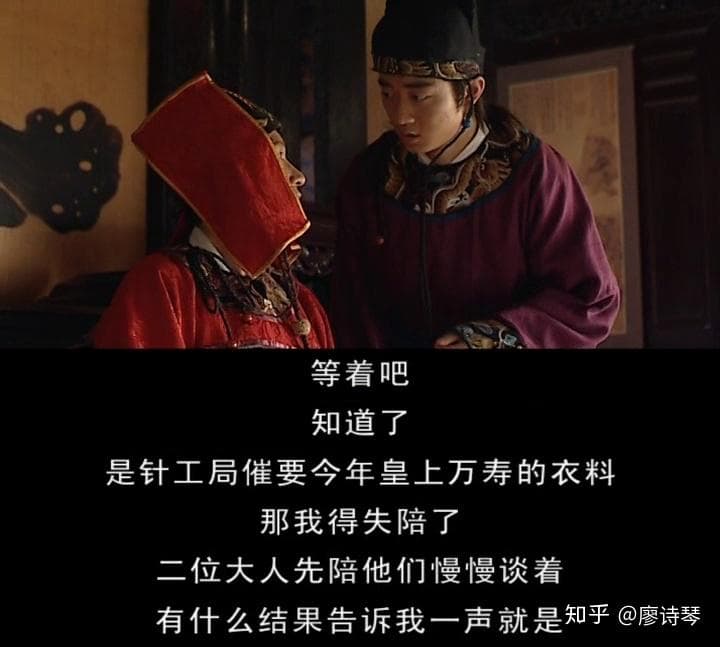 等着吧
知道了
是针工局催要今年皇上万寿的衣料
那我得失陪了
二位大人先陪他们慢慢谈着
有什么结果告诉我一声就是
知乎 @廖诗琴